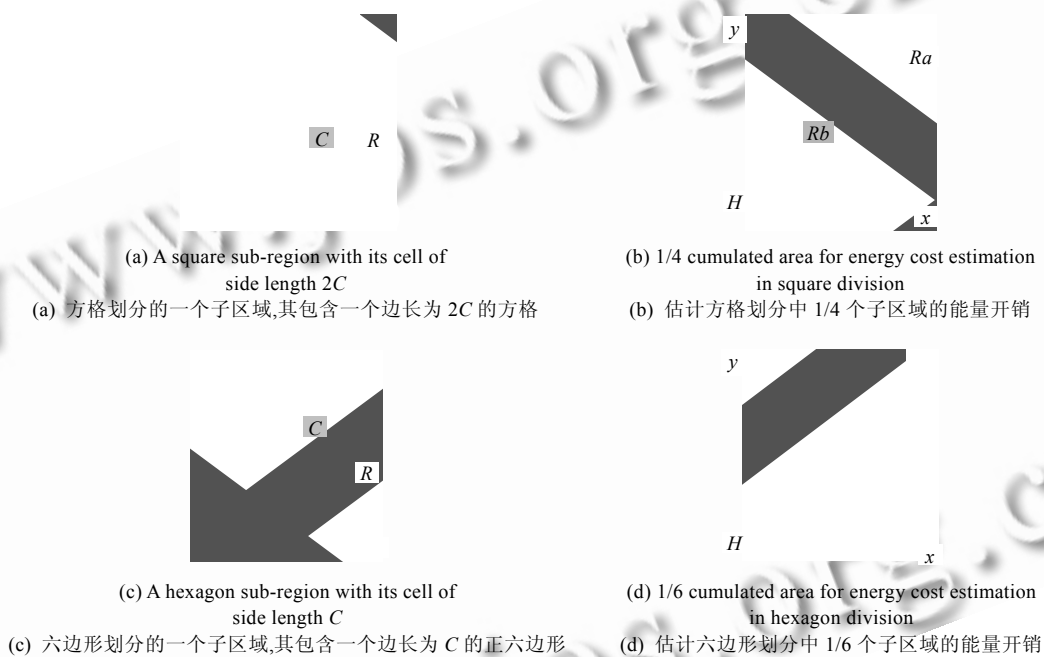 C
R
y
Ra
Rb
H
x
(a) A square sub-region with its cell of
side length 2C
(a) 方格划分的一个子区域,其包含一个边长为 2C 的方格
(b) 1/4 cumulated area for energy cost estimation
in square division
(b) 估计方格划分中 1/4 个子区域的能量开销
C
R
y
H
x
(c) A hexagon sub-region with its cell of
side length C
(c) 六边形划分的一个子区域,其包含一个边长为 C 的正六边形
(d) 1/6 cumulated area for energy cost estimation
in hexagon division
(d) 估计六边形划分中 1/6 个子区域的能量开销